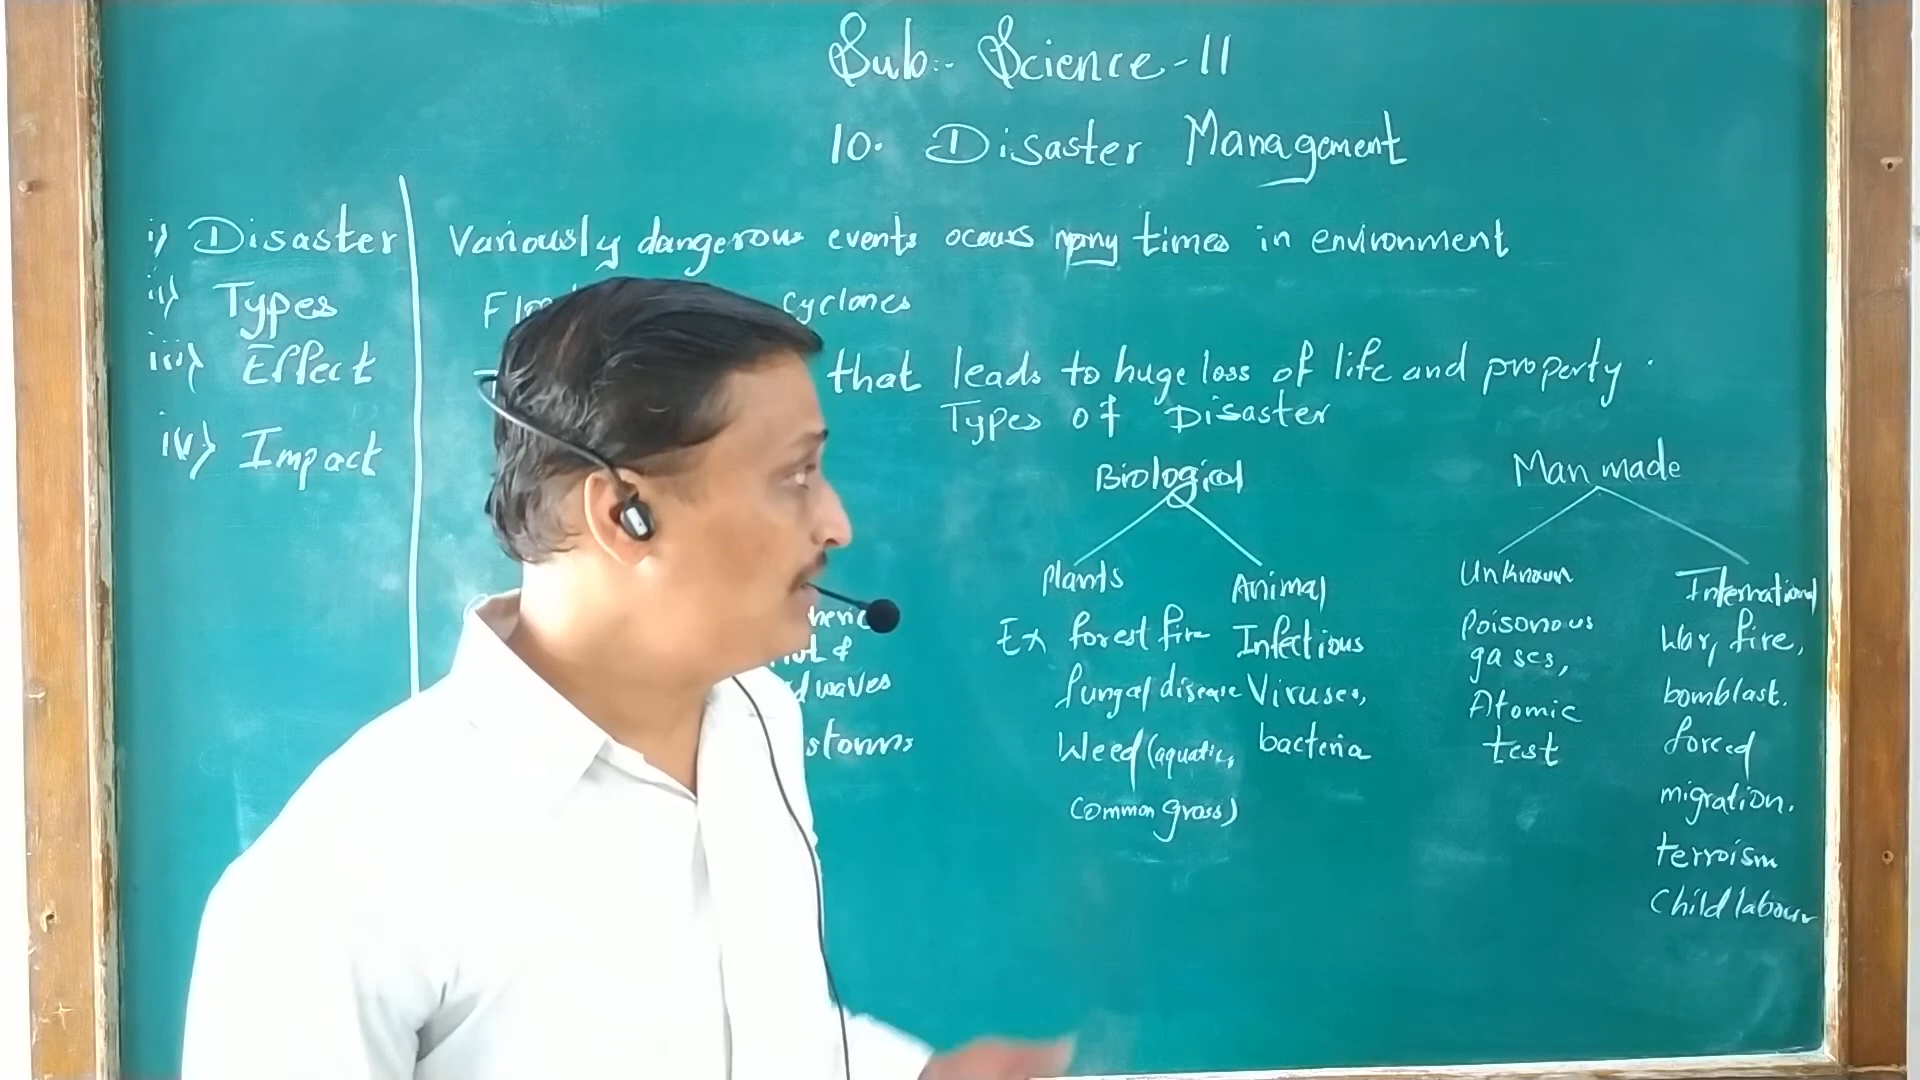 Sub:- Science-II
10. Disaster Management
i) Disaster
Variously dangerous events occurs many times in environment
ii) Types
cyclones
iii) Effect
that leads to huge loss of life and property.
Types of Disaster
iv) Impact
Biological
Man made
Plants
Animal
Unknown
International
Ex forest fire
fungal disease
Weed (aquatic,
common grass)
Infectious
Viruses,
bacteria
Poisonous
gases,
Atomic
test
War, fire,
bomblast.
forced
migration.
terroism
Child labour
waves
storms